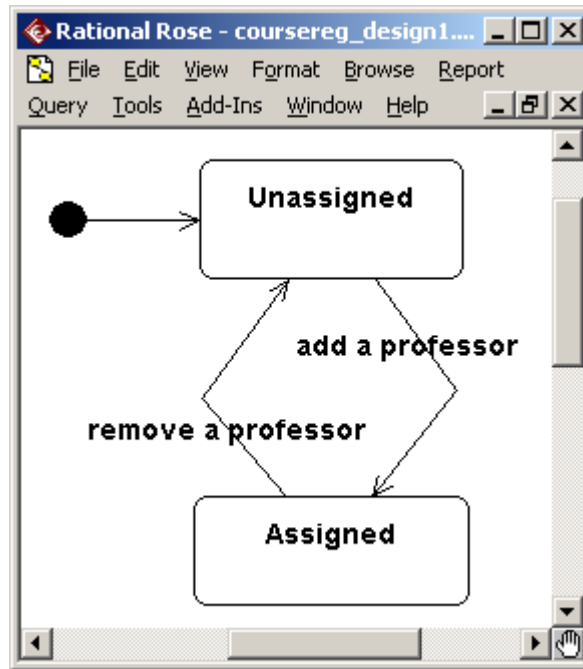 Rational Rose - coursereg_design1....
File Edit View Format Browse Report
Query Tools Add-Ins Window Help
Unassigned
add a professor
remove a professor
Assigned